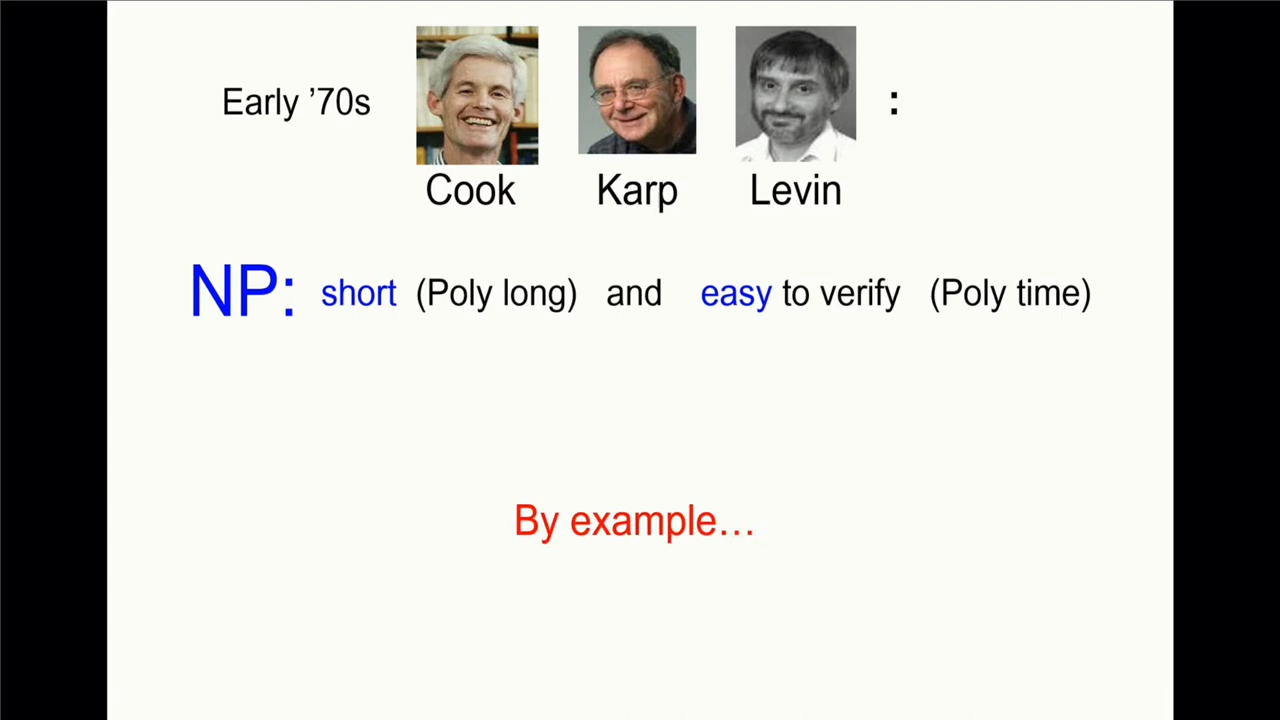 Early ’70s :
Cook Karp Levin
NP: short (Poly long) and easy to verify (Poly time)
By example…